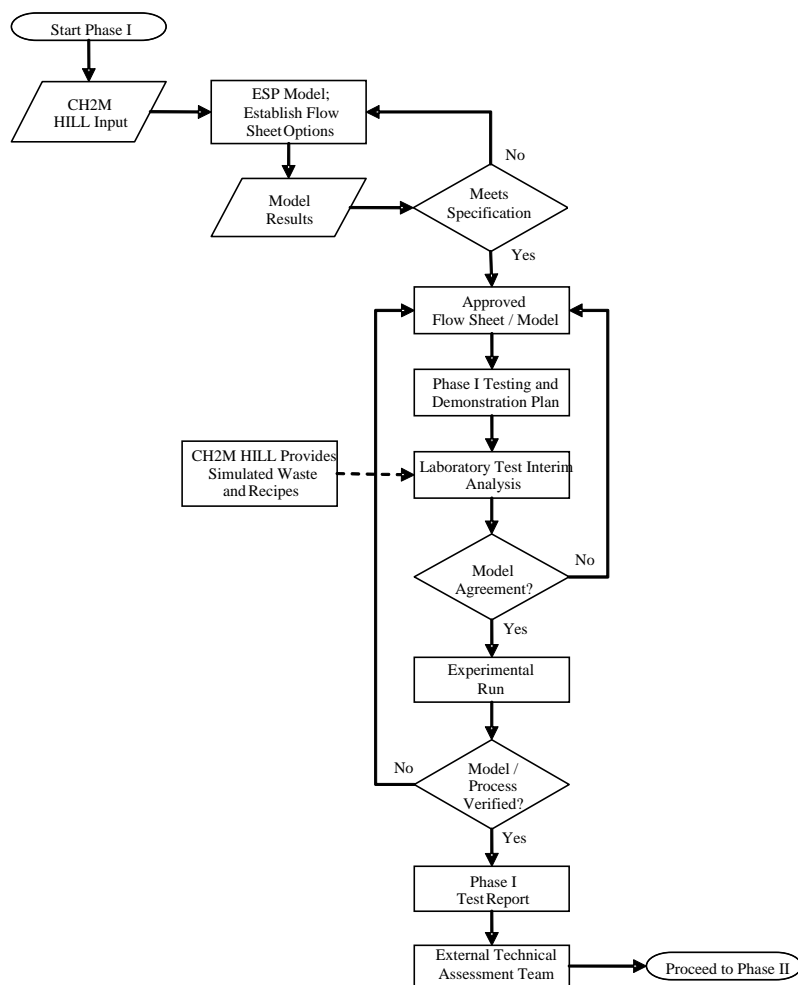 Start Phase I
CH2M
HILL Input
ESP Model;
Establish Flow
Sheet Options
No
Model
Results
Meets
Specification
Yes
Approved
Flow Sheet / Model
Phase I Testing and
Demonstration Plan
CH2M HILL Provides
Simulated Waste
and Recipes
Laboratory Test Interim
Analysis
Model
Agreement?
No
Yes
Experimental
Run
Model /
Process
Verified?
No
Yes
Phase I
Test Report
External Technical
Assessment Team
Proceed to Phase II